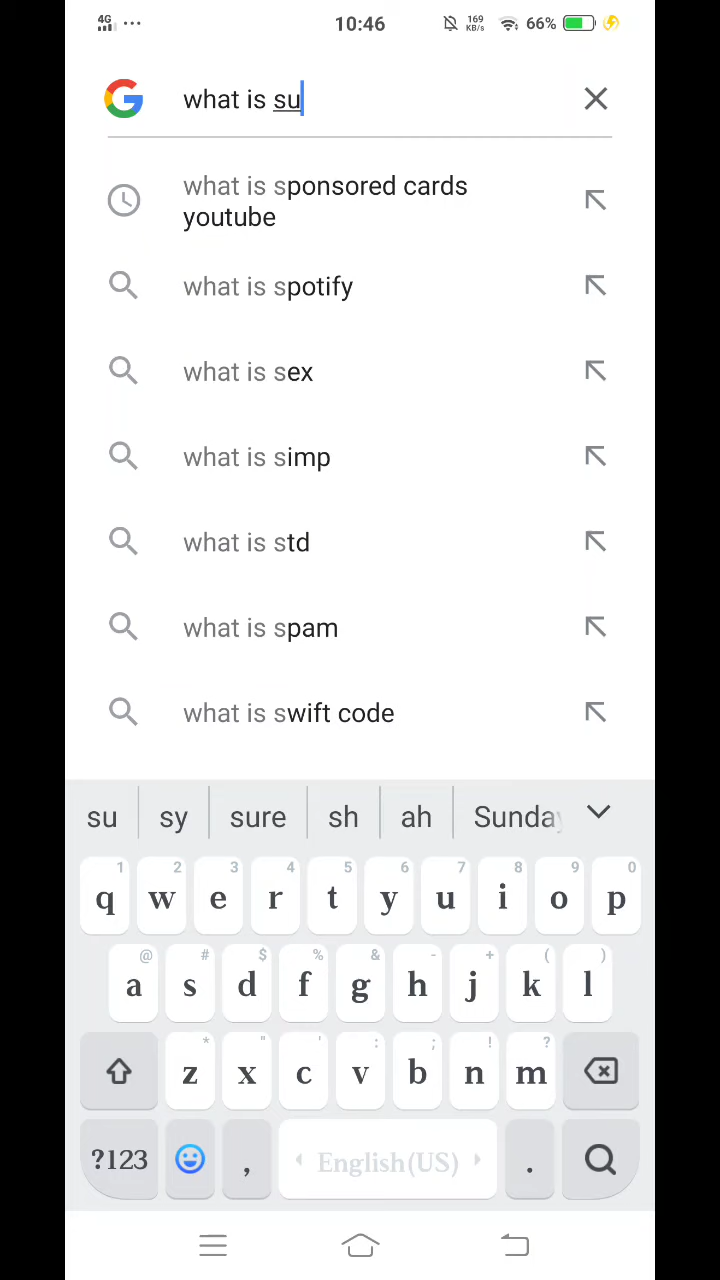 4G ... 10:46 169 KB/s 66%
what is su
what is sponsored cards
youtube
what is spotify
what is sex
what is simp
what is std
what is spam
what is swift code
su sy sure sh ah Sunday
1 2 3 4 5 6 7 8 9 0
q w e r t y u i o p
@ # $ % & - + ( )
a s d f g h j k l
* " ' : ; ! ?
z x c v b n m
?123 , English(US) .